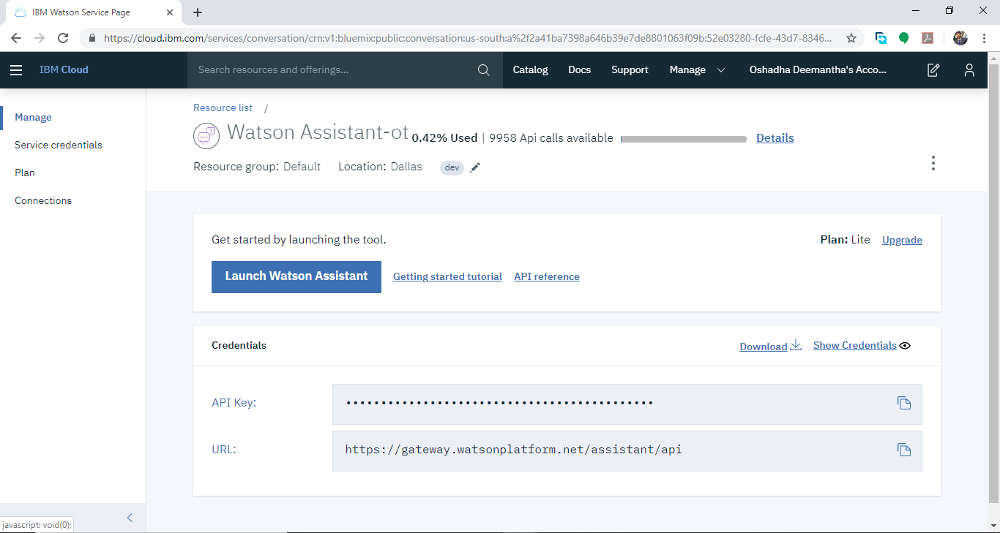 IBM Watson Service Page
https://cloud.ibm.com/services/conversation/crn:v1:bluemix:public:conversation:us-south:a%2f2a41ba7398a646b39e7de8801063f09b:52e03280-fcfe-43d7-8346...
IBM Cloud
Search resources and offerings...
Catalog
Docs
Support
Manage
Oshadha Deemantha's Acco...
Manage
Service credentials
Plan
Connections
Resource list /
Watson Assistant-ot 0.42% Used | 9958 Api calls available Details
Resource group: Default Location: Dallas dev
Get started by launching the tool.
Plan: Lite Upgrade
Launch Watson Assistant Getting started tutorial API reference
Credentials Download Show Credentials
API Key: ••••••••••••••••••••••••••••••••••••••••••••
URL: https://gateway.watsonplatform.net/assistant/api
javascript: void(0);